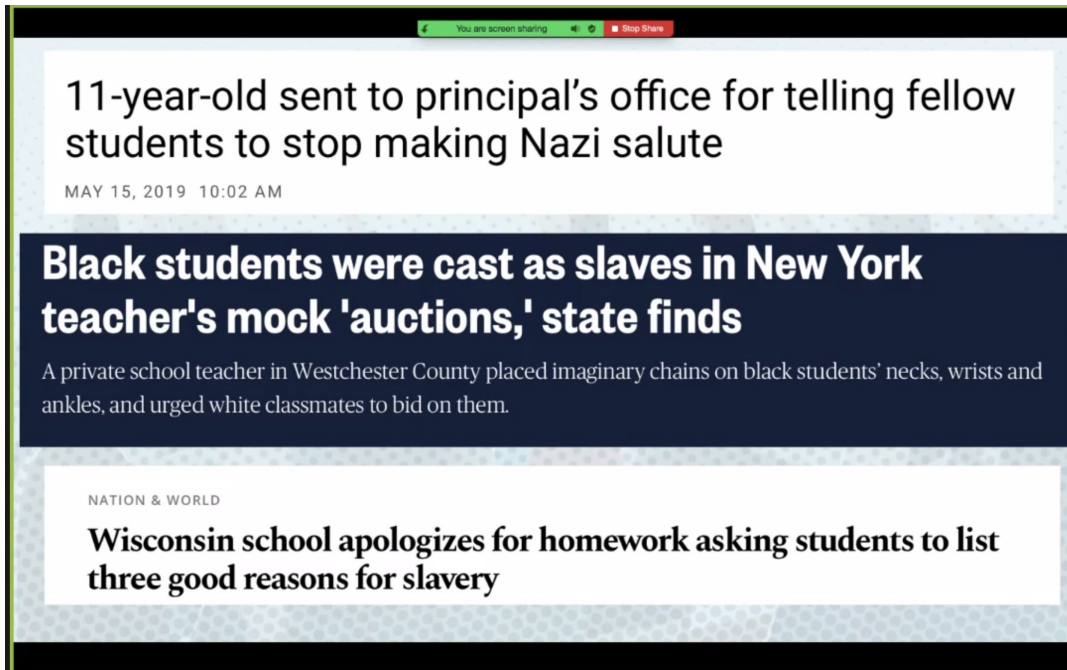 You are screen sharing
Stop Share
11-year-old sent to principal's office for telling fellow
students to stop making Nazi salute
MAY 15, 2019 10:02 AM
Black students were cast as slaves in New York
teacher's mock 'auctions,' state finds
A private school teacher in Westchester County placed imaginary chains on black students' necks, wrists and
ankles, and urged white classmates to bid on them.
NATION & WORLD
Wisconsin school apologizes for homework asking students to list
three good reasons for slavery